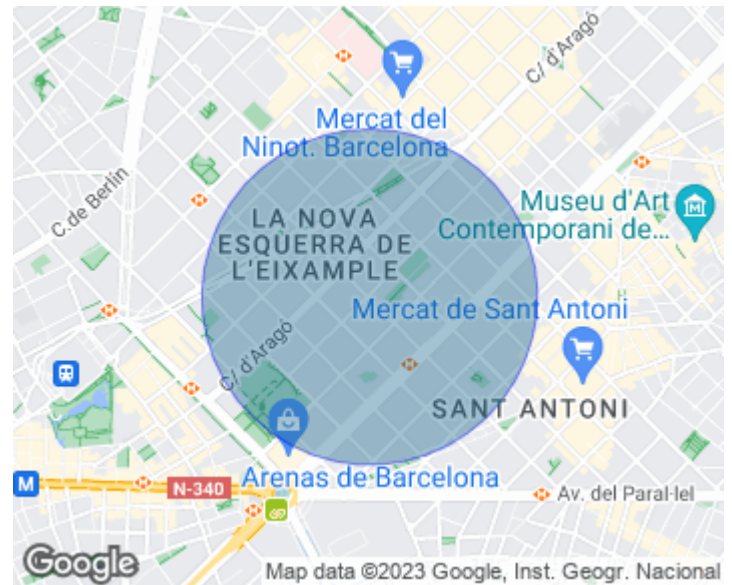 C/ d'Aragó
Mercat del
Ninot. Barcelona
C. de Berlín
LA NOVA
ESQUERRA DE
L'EIXAMPLE
Museu d'Art
Contemporani de...
M
Mercat de Sant Antoni
C/ d'Aragó
SANT ANTONI
Arenas de Barcelona
M
N-340
Av. del Paral·lel
Google
Map data ©2023 Google, Inst. Geogr. Nacional